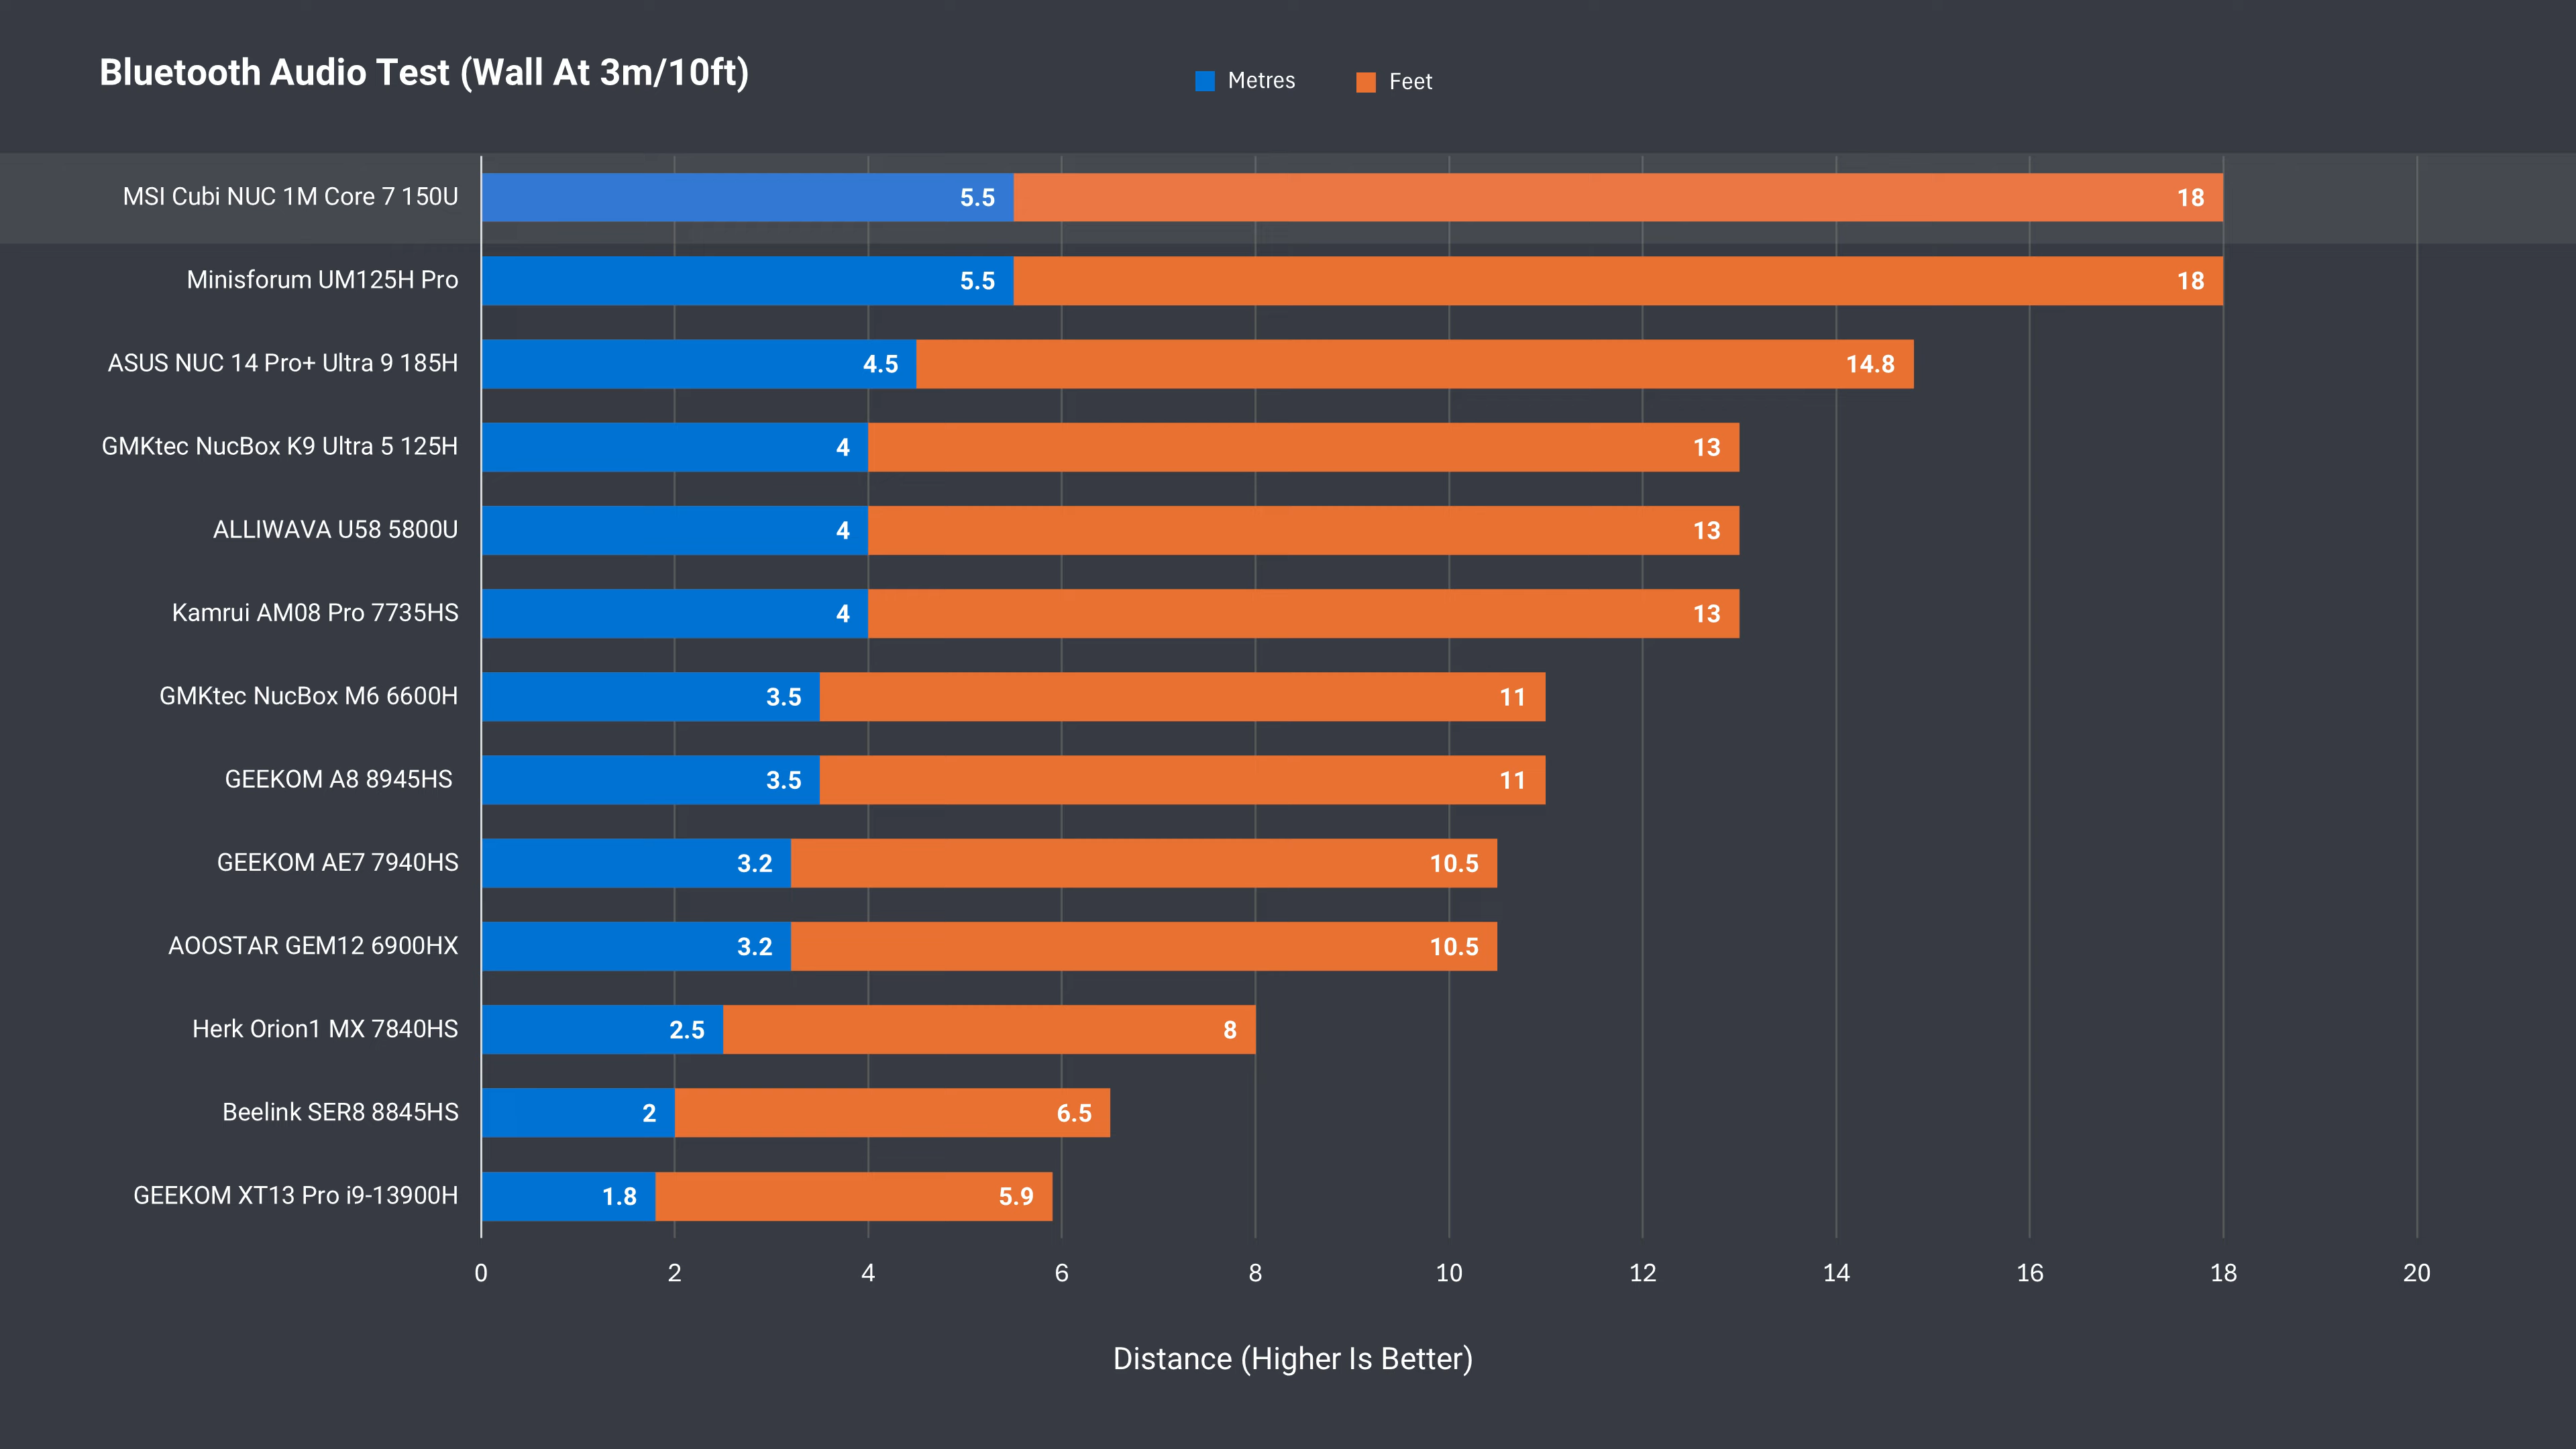 Bluetooth Audio Test (Wall At 3m/10ft)
Metres
Feet
MSI Cubi NUC 1M Core 7 150U
5.5
18
Minisforum UM125H Pro
5.5
18
ASUS NUC 14 Pro+ Ultra 9 185H
4.5
14.8
GMKtec NucBox K9 Ultra 5 125H
4
13
ALLIWAVA U58 5800U
4
13
Kamrui AM08 Pro 7735HS
4
13
GMKtec NucBox M6 6600H
3.5
11
GEEKOM A8 8945HS
3.5
11
GEEKOM AE7 7940HS
3.2
10.5
AOOSTAR GEM12 6900HX
3.2
10.5
Herk Orion1 MX 7840HS
2.5
8
Beelink SER8 8845HS
2
6.5
GEEKOM XT13 Pro i9-13900H
1.8
5.9
0 2 4 6 8 10 12 14 16 18 20
Distance (Higher Is Better)